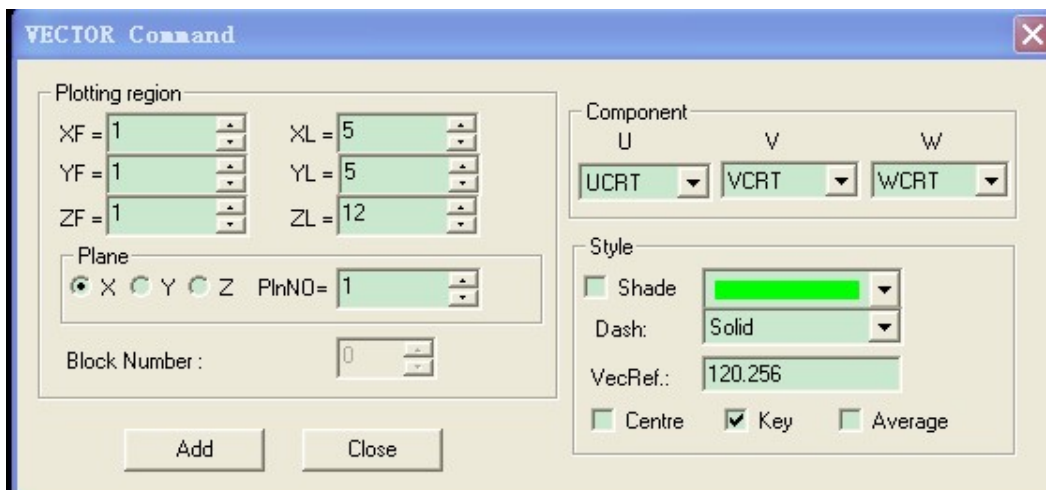 VECTOR Command
Plotting region
XF = 1 XL = 5
YF = 1 YL = 5
ZF = 1 ZL = 12
Plane
X Y Z PlnNO= 1
Block Number : 0
Add Close
Component
U V W
UCRT VCRT WCRT
Style
Shade
Dash: Solid
VecRef.: 120.256
Centre Key Average